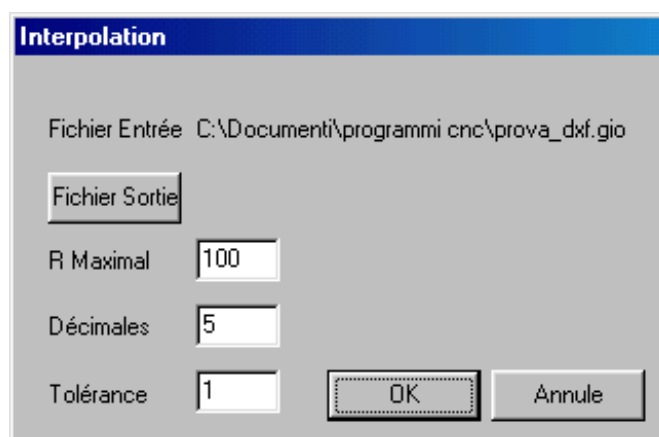 Interpolation
Fichier Entrée C:\Documenti\programmi cnc\prova_dxf.gio
Fichier Sortie
R Maximal 100
Décimales 5
Tolérance 1 OK Annule